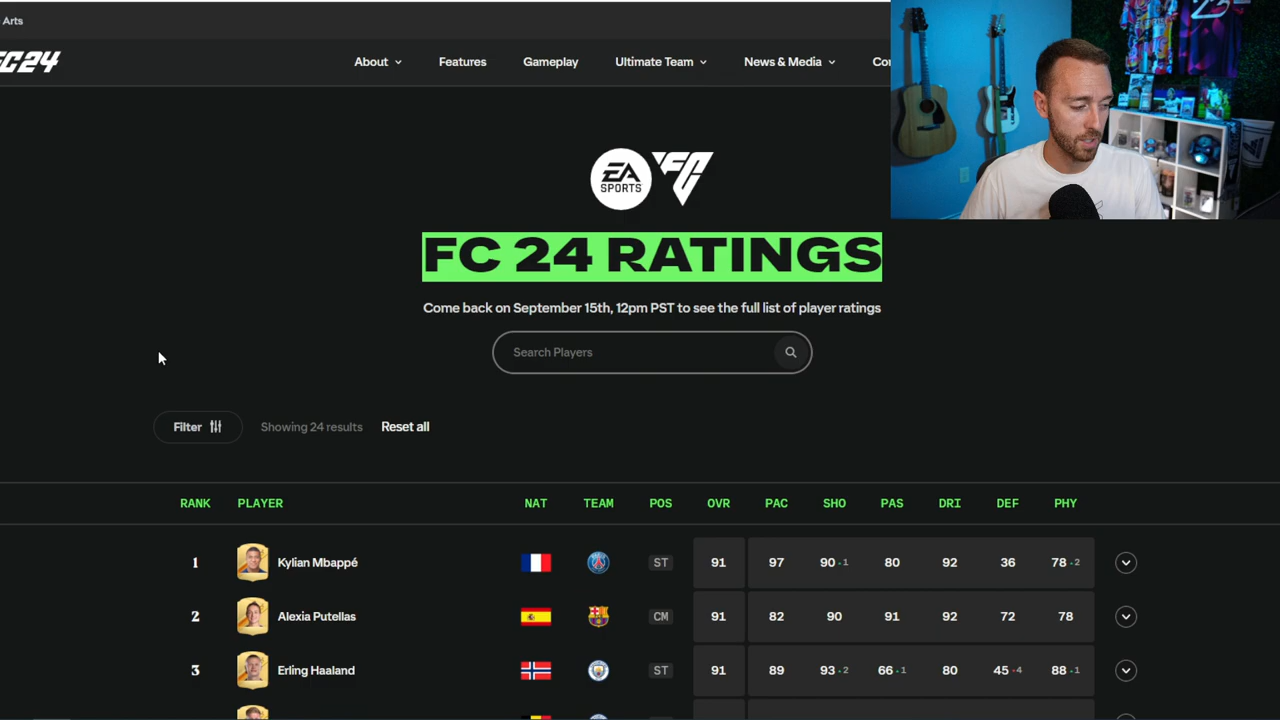 Arts
FC24
About Features Gameplay Ultimate Team News & Media Cor
23
EA SPORTS FC
FC 24 RATINGS
Come back on September 15th, 12pm PST to see the full list of player ratings
Search Players
Filter Showing 24 results Reset all
RANK PLAYER NAT TEAM POS OVR PAC SHO PAS DRI DEF PHY
1 Kylian Mbappé ST 91 97 90 1 80 92 36 78 2
2 Alexia Putellas CM 91 82 90 91 92 72 78
3 Erling Haaland ST 91 89 93 2 66 1 80 45 4 88 1